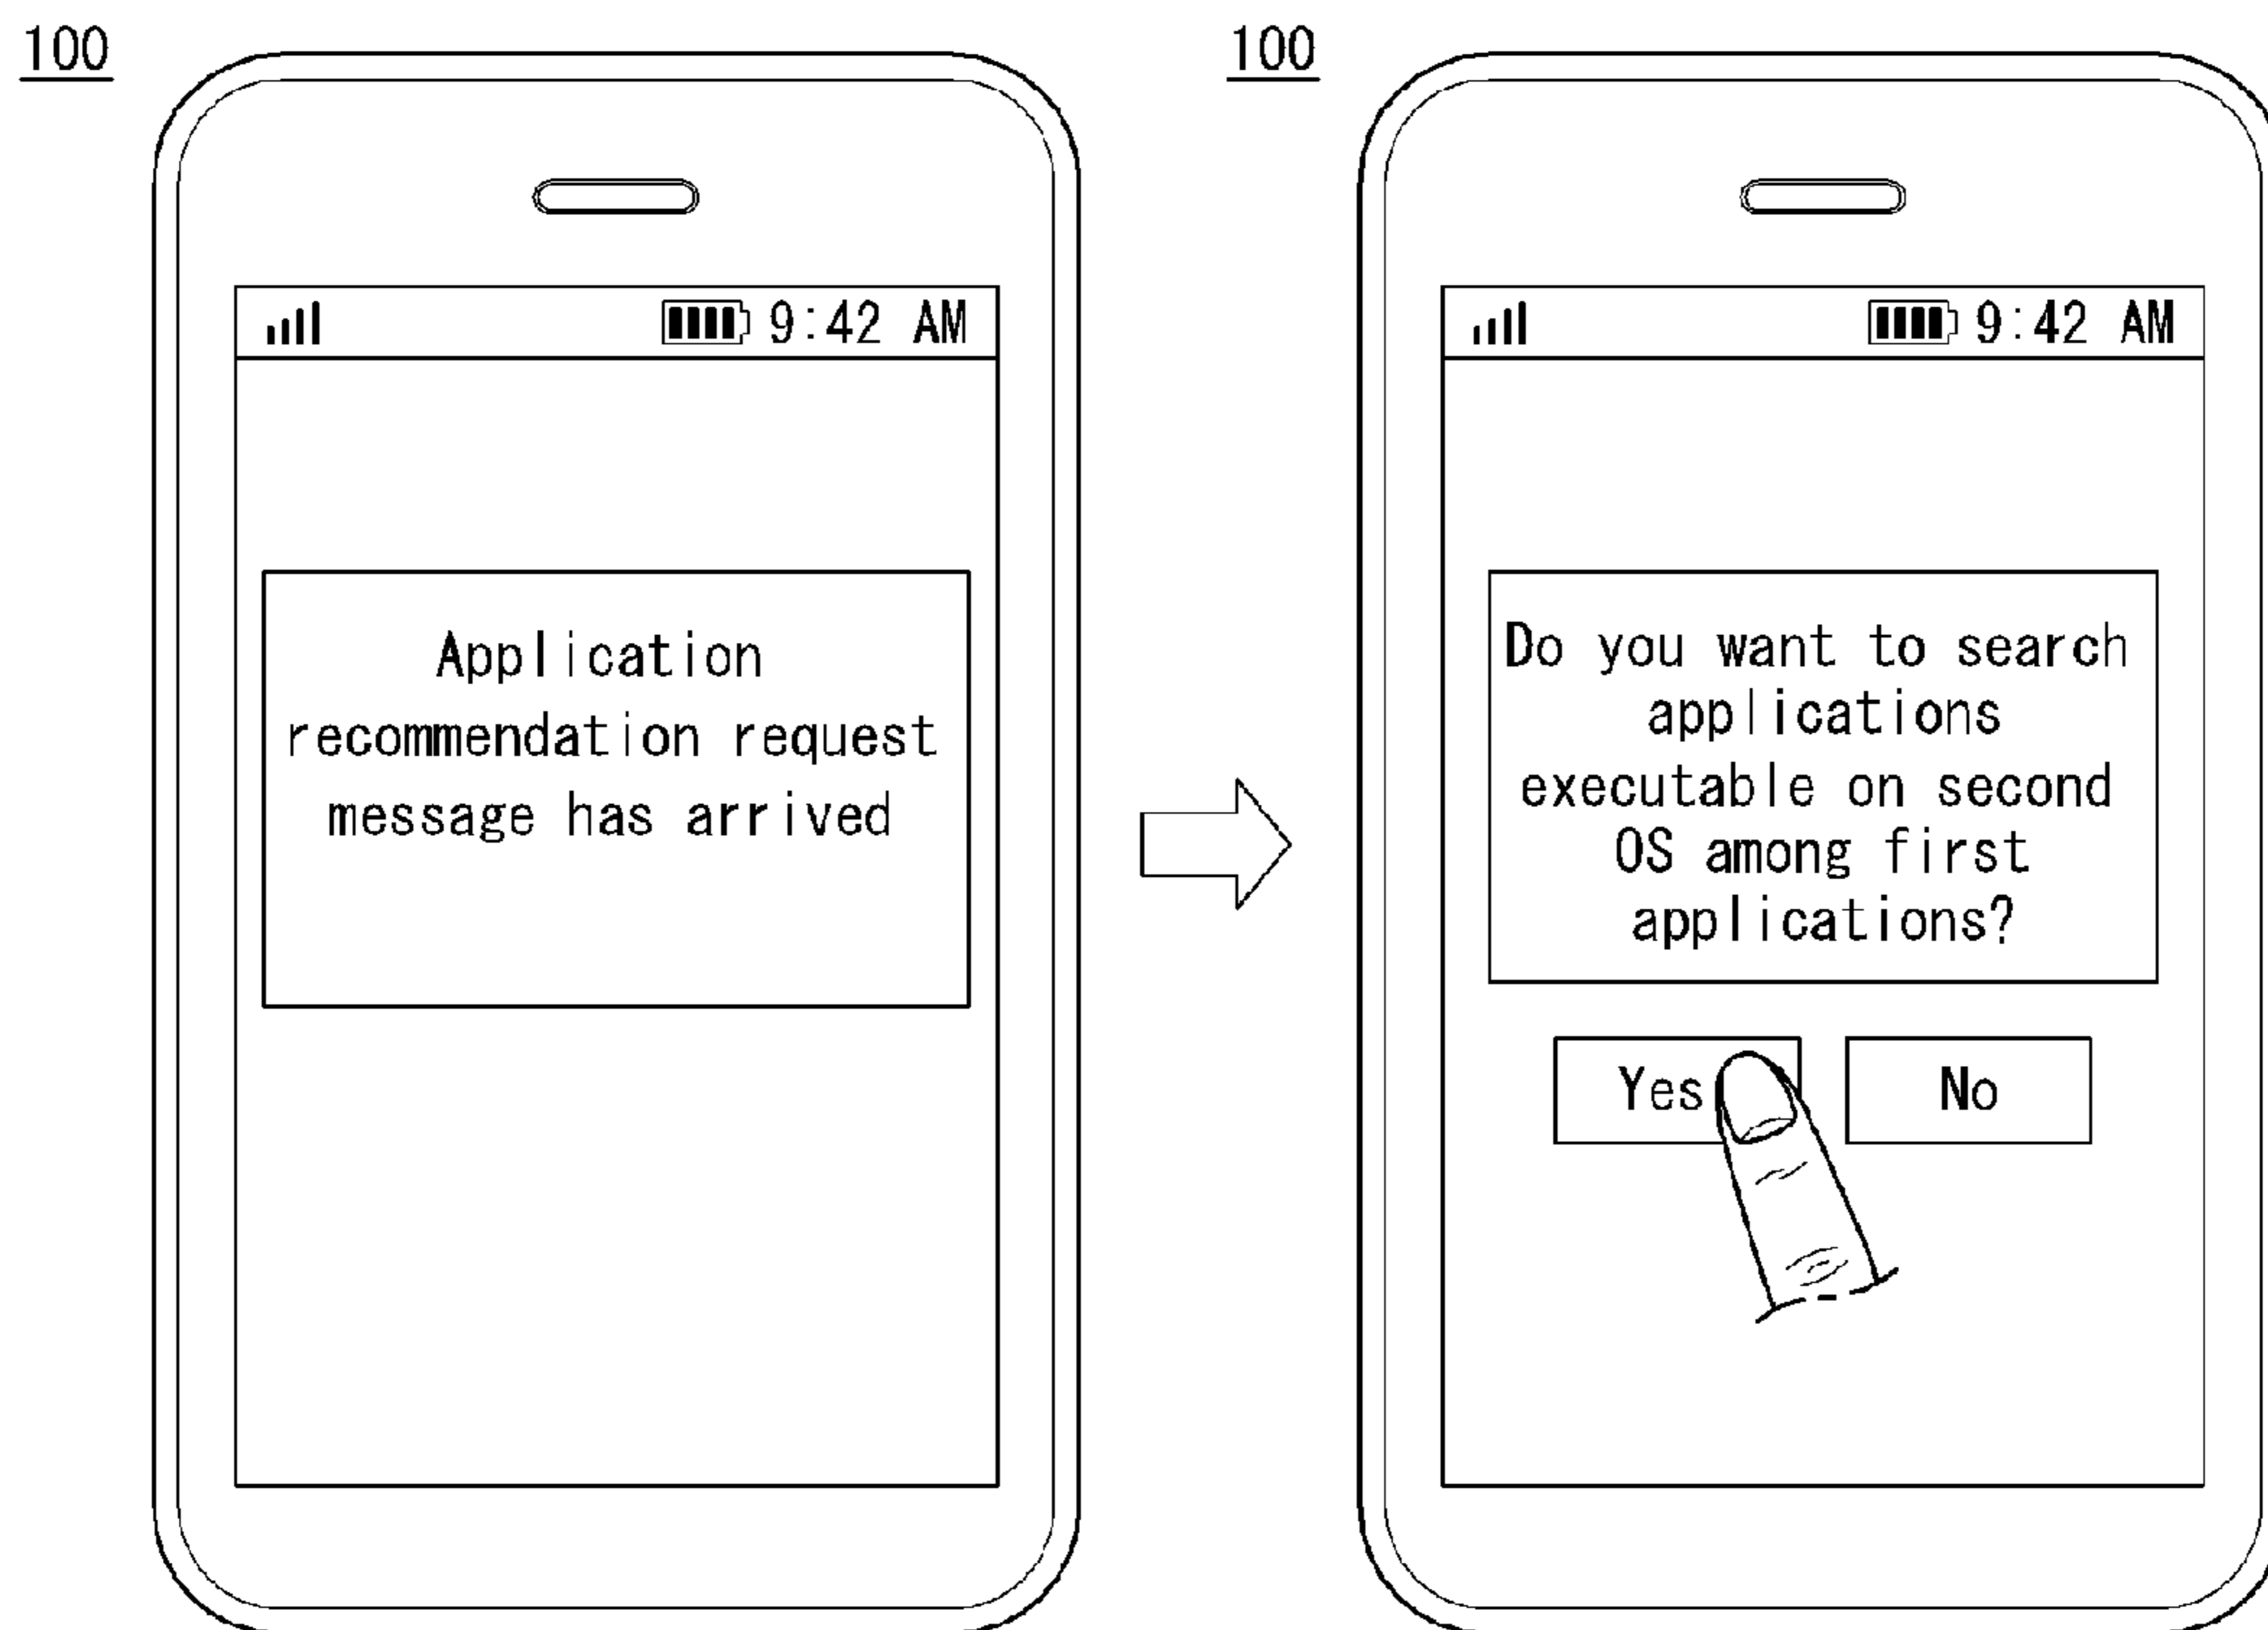 100
9:42 AM
Application
recommendation request
message has arrived
100
9:42 AM
Do you want to search
applications
executable on second
OS among first
applications?
Yes
No